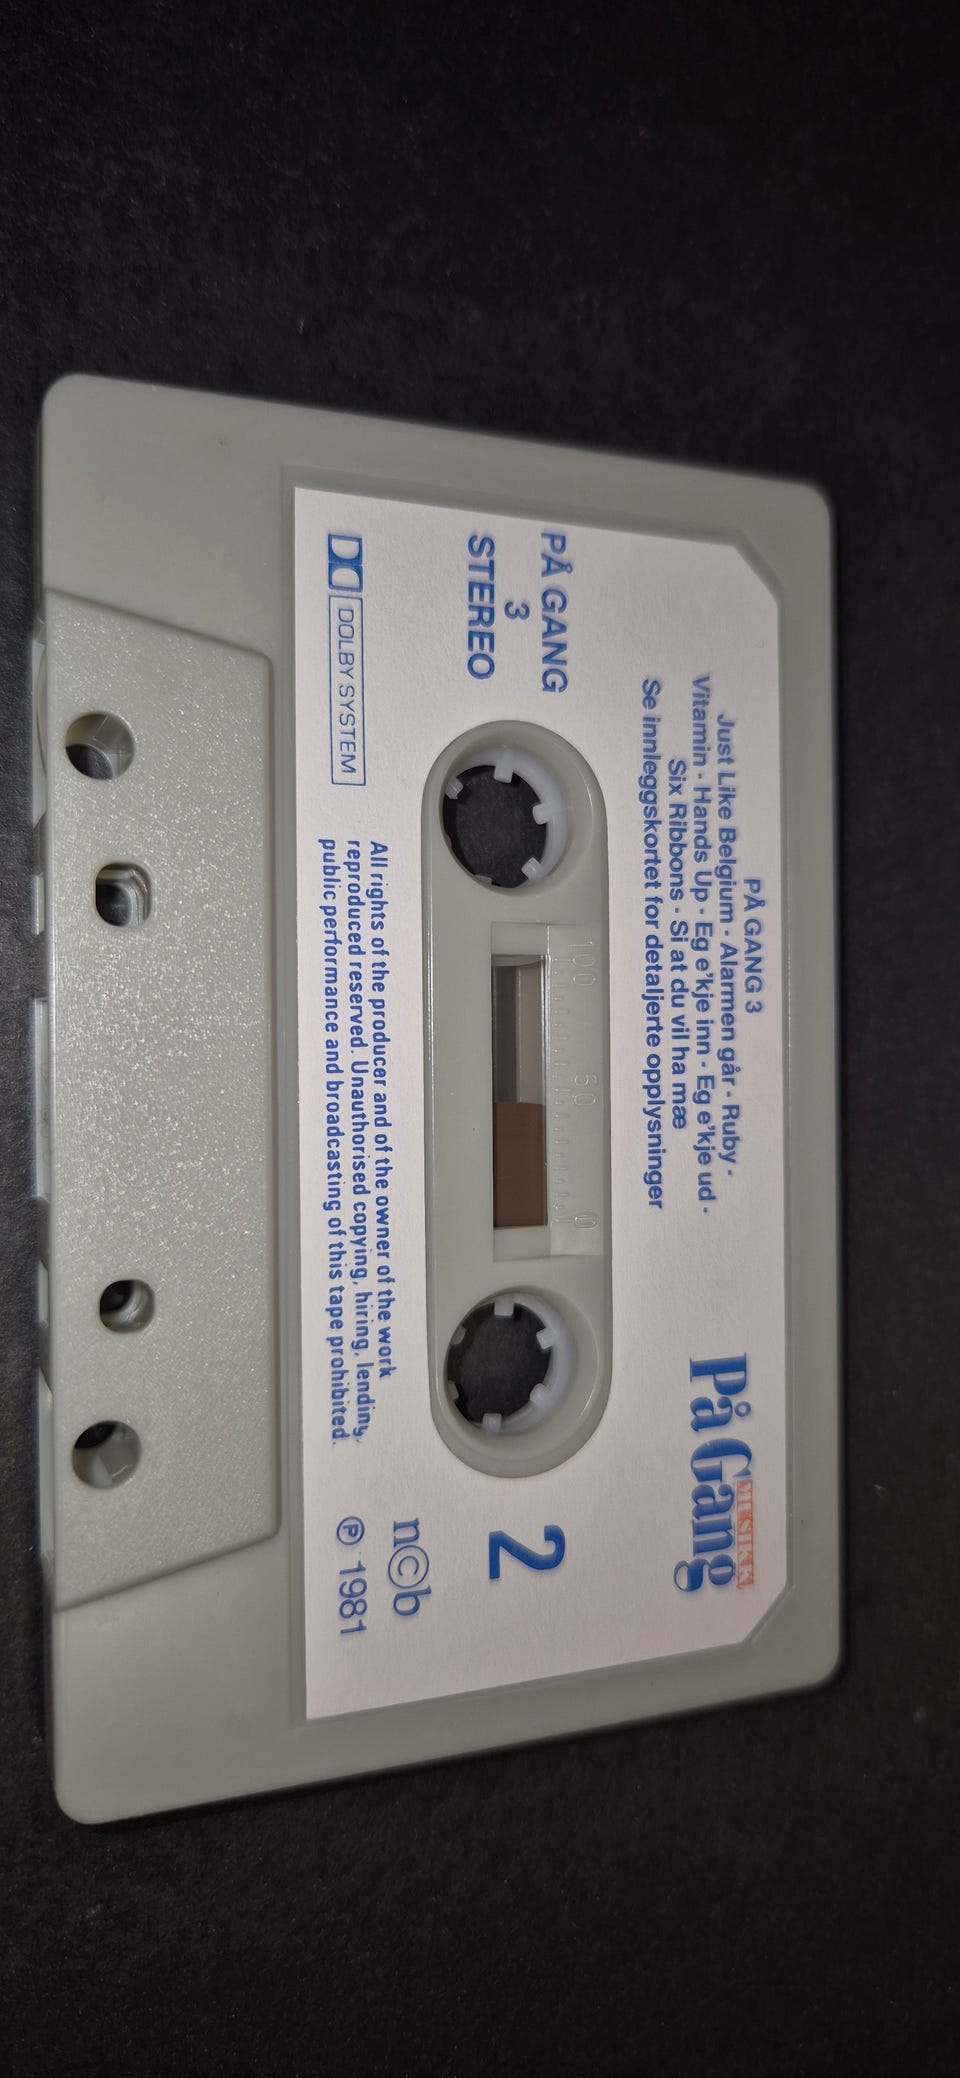 PÅ GANG 3
Just Like Belgium - Alarmen går - Ruby -
Vitamin - Hands Up - Eg e'kje inn - Eg e'kje ud -
Six Ribbons - Si at du vil ha mæ
Se innleggskortet for detaljerte opplysninger
MUSIKK
På Gang
PÅ GANG
3
STEREO
2
100 50 0
DOLBY SYSTEM
All rights of the producer and of the owner of the work
reproduced reserved. Unauthorised copying, hiring, lending,
public performance and broadcasting of this tape prohibited.
n©b
℗ 1981